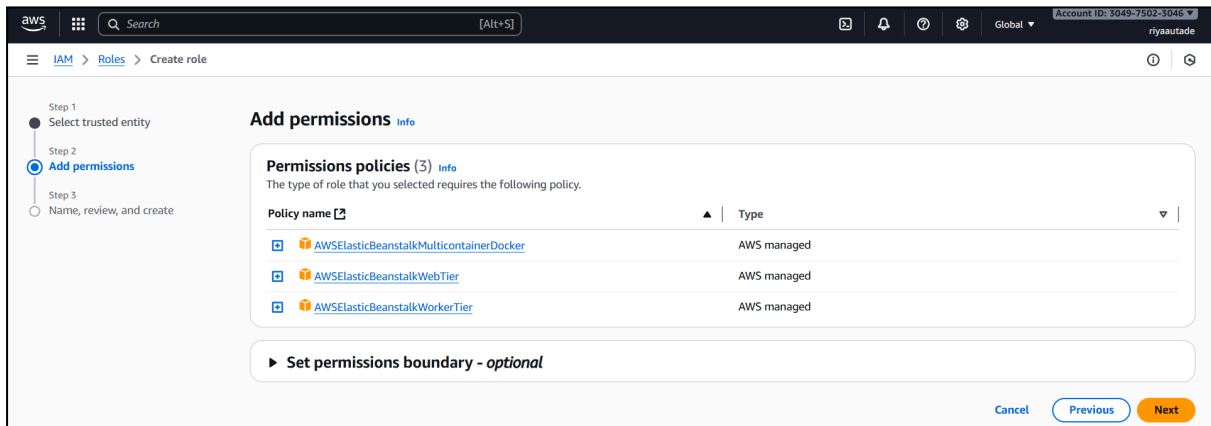 aws
Search [Alt+S]
Global
Account ID: 3049-7502-3046
riyaautade
IAM > Roles > Create role
Step 1
Select trusted entity
Step 2
Add permissions
Step 3
Name, review, and create
Add permissions Info
Permissions policies (3) Info
The type of role that you selected requires the following policy.
Policy name Type
AWSElasticBeanstalkMulticontainerDocker AWS managed
AWSElasticBeanstalkWebTier AWS managed
AWSElasticBeanstalkWorkerTier AWS managed
Set permissions boundary - optional
Cancel Previous Next